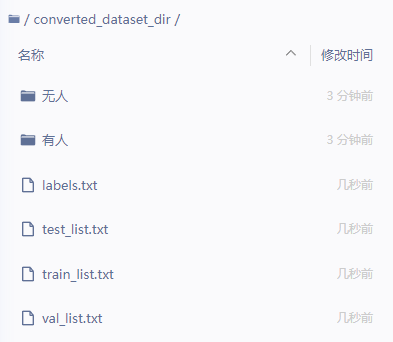 / converted_dataset_dir /
名称 修改时间
无人 3 分钟前
有人 3 分钟前
labels.txt 几秒前
test_list.txt 几秒前
train_list.txt 几秒前
val_list.txt 几秒前